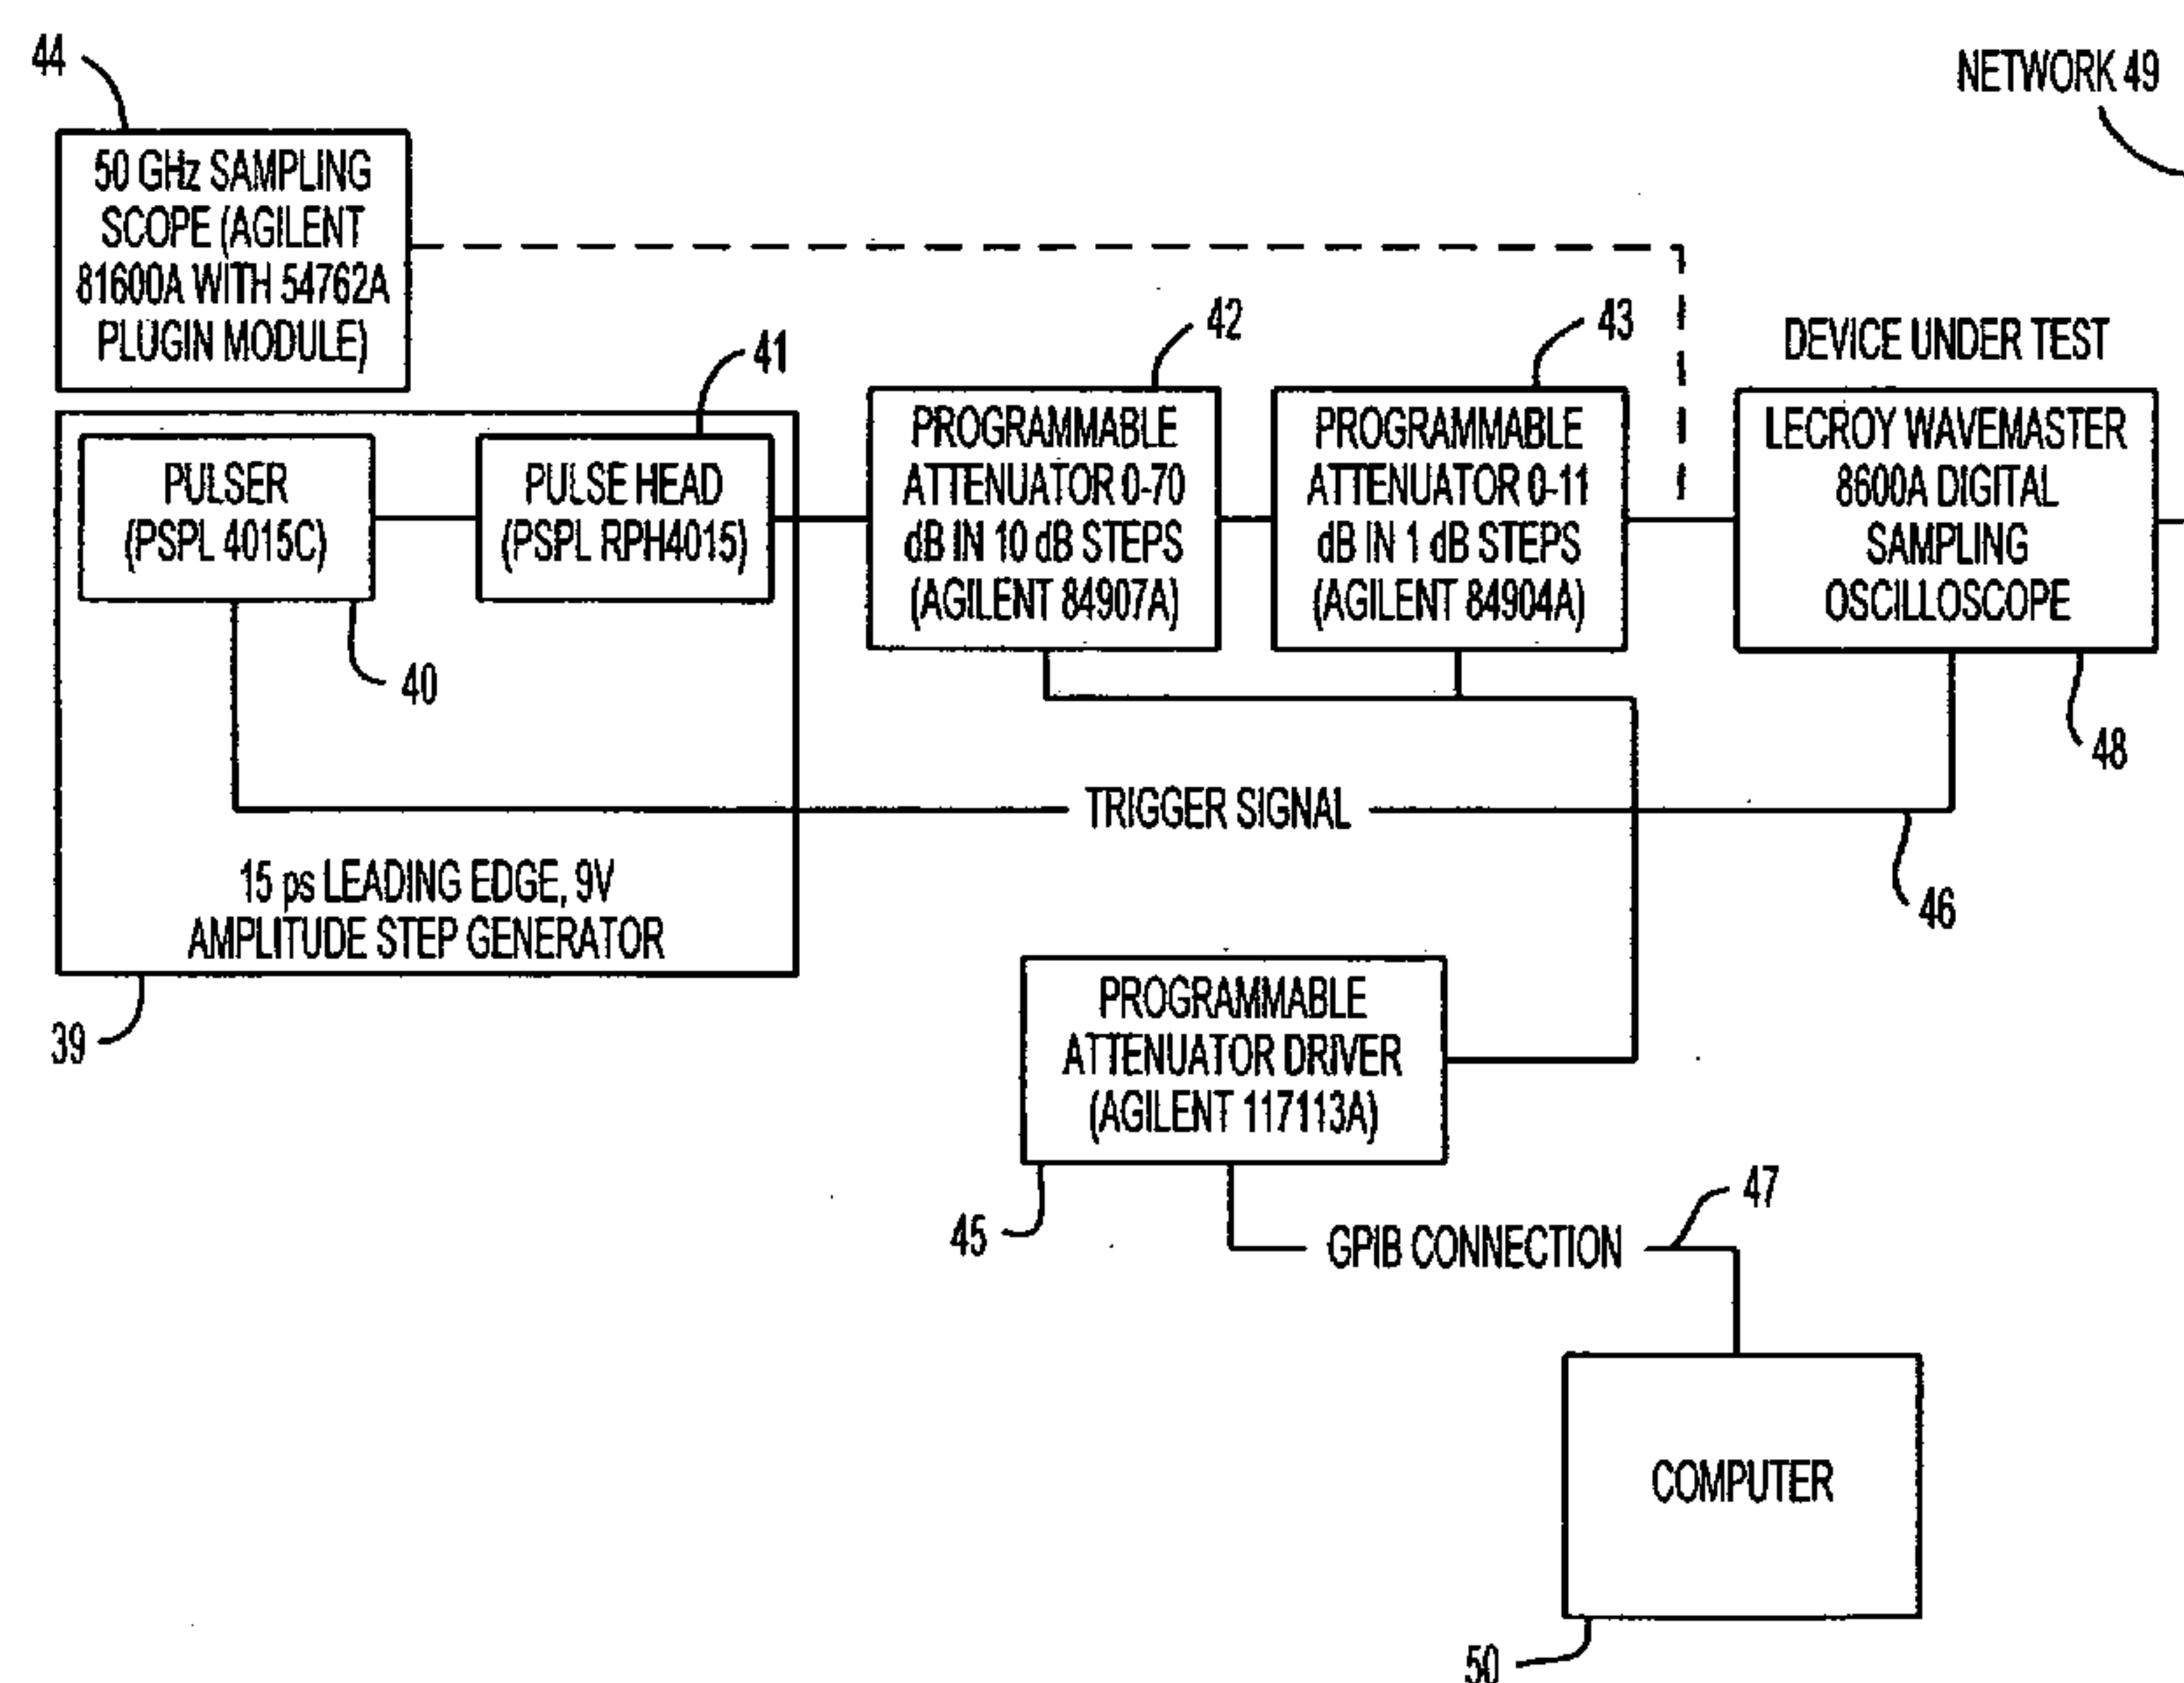 44
NETWORK 49
50 GHz SAMPLING
SCOPE (AGILENT
81600A WITH 54762A
PLUGIN MODULE)
41
42
43
DEVICE UNDER TEST
PULSER
(PSPL 4015C)
PULSE HEAD
(PSPL RPH4015)
PROGRAMMABLE
ATTENUATOR 0-70
dB IN 10 dB STEPS
(AGILENT 84907A)
PROGRAMMABLE
ATTENUATOR 0-11
dB IN 1 dB STEPS
(AGILENT 84904A)
LECROY WAVEMASTER
8600A DIGITAL
SAMPLING
OSCILLOSCOPE
40
48
TRIGGER SIGNAL
46
15 ps LEADING EDGE, 9V
AMPLITUDE STEP GENERATOR
39
PROGRAMMABLE
ATTENUATOR DRIVER
(AGILENT 117113A)
45
47
GPIB CONNECTION
COMPUTER
50